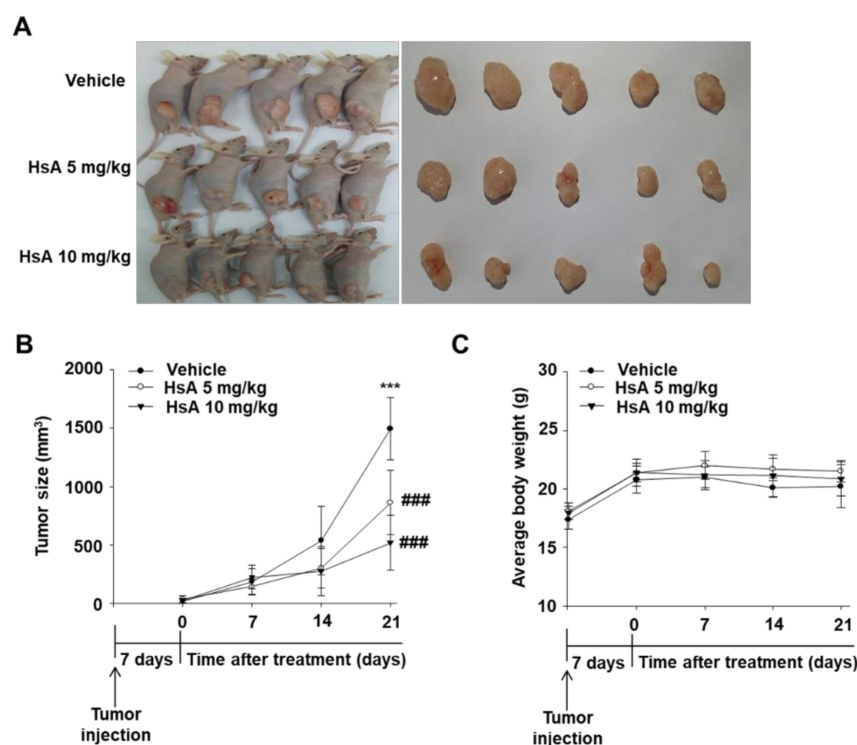 A
Vehicle
HsA 5 mg/kg
HsA 10 mg/kg
B
Vehicle
HsA 5 mg/kg
HsA 10 mg/kg
Tumor size (mm³)
2000
1500
1000
500
0
***
###
###
0 7 14 21
7 days
Time after treatment (days)
Tumor
injection
C
Vehicle
HsA 5 mg/kg
HsA 10 mg/kg
Average body weight (g)
30
25
20
15
10
0 7 14 21
7 days
Time after treatment (days)
Tumor
injection